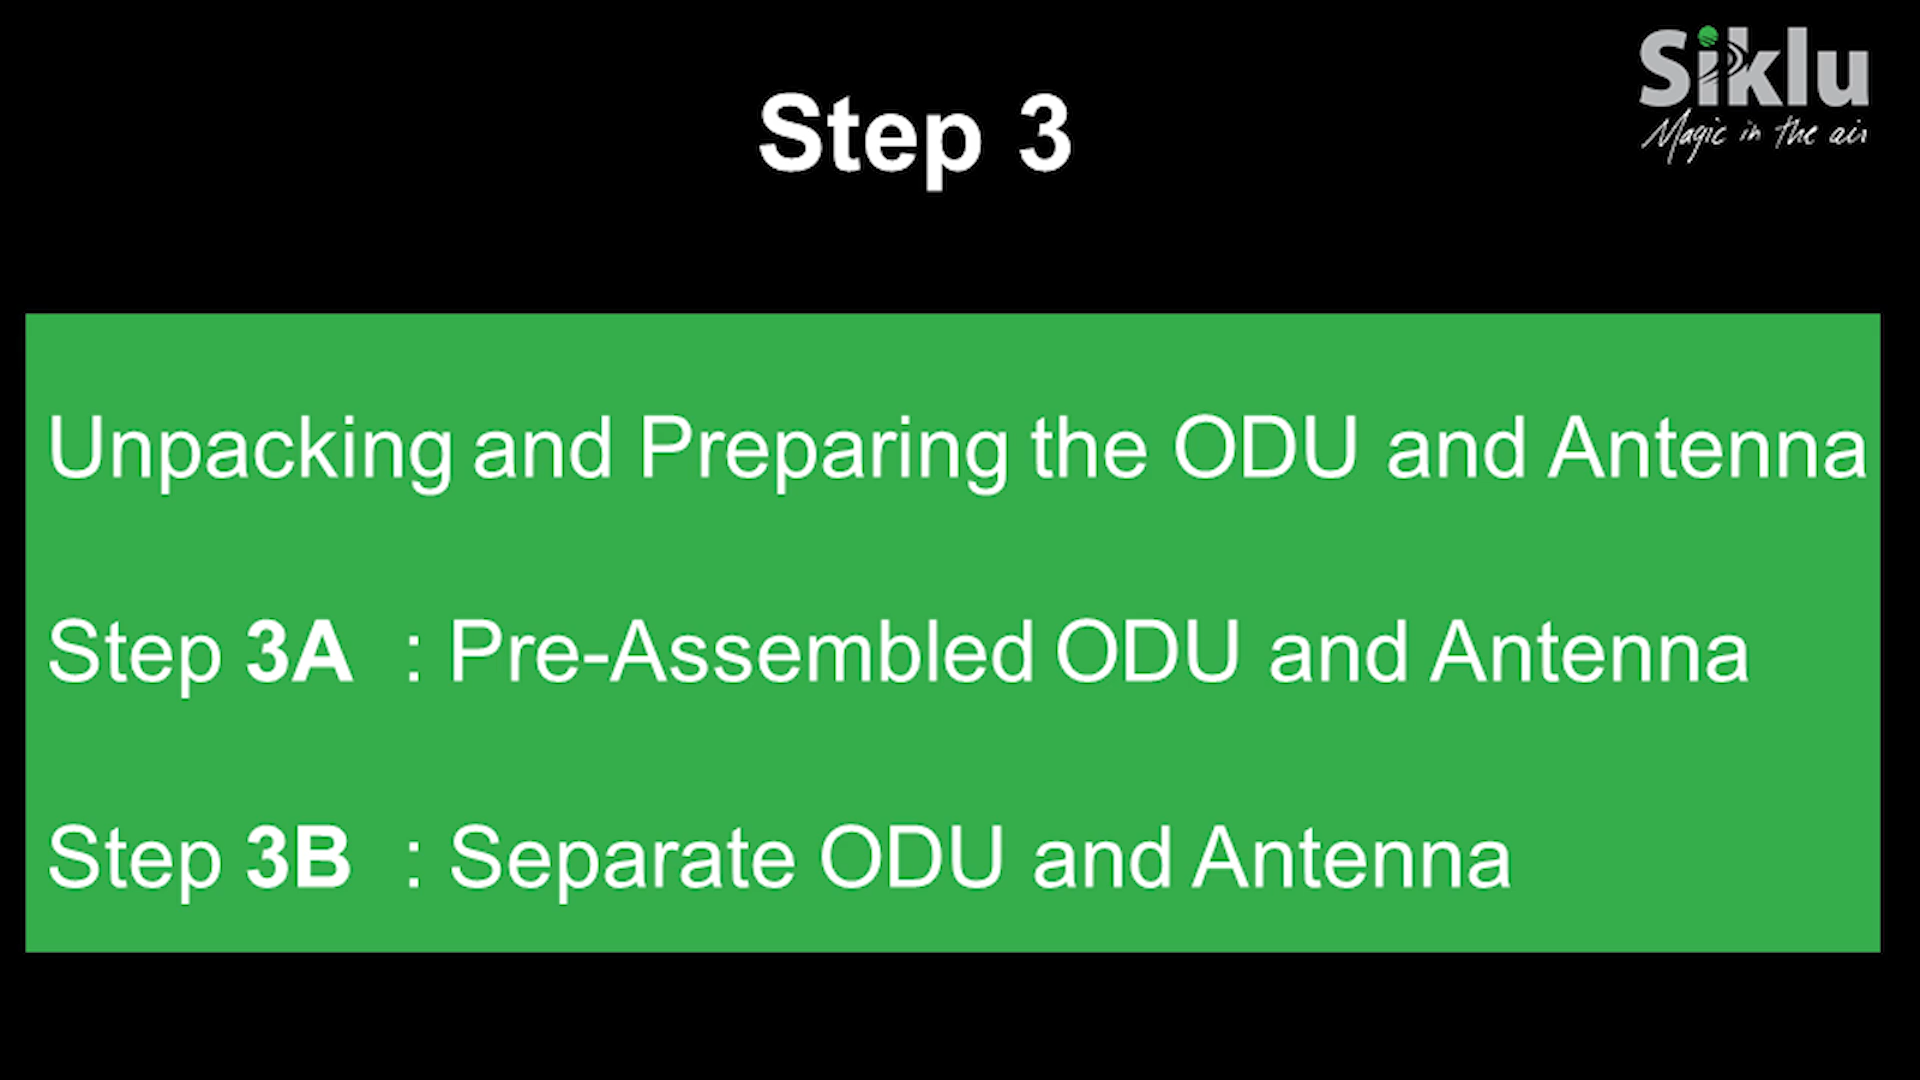 Siklu
Magic in the air
Step 3
Unpacking and Preparing the ODU and Antenna
Step 3A : Pre-Assembled ODU and Antenna
Step 3B : Separate ODU and Antenna